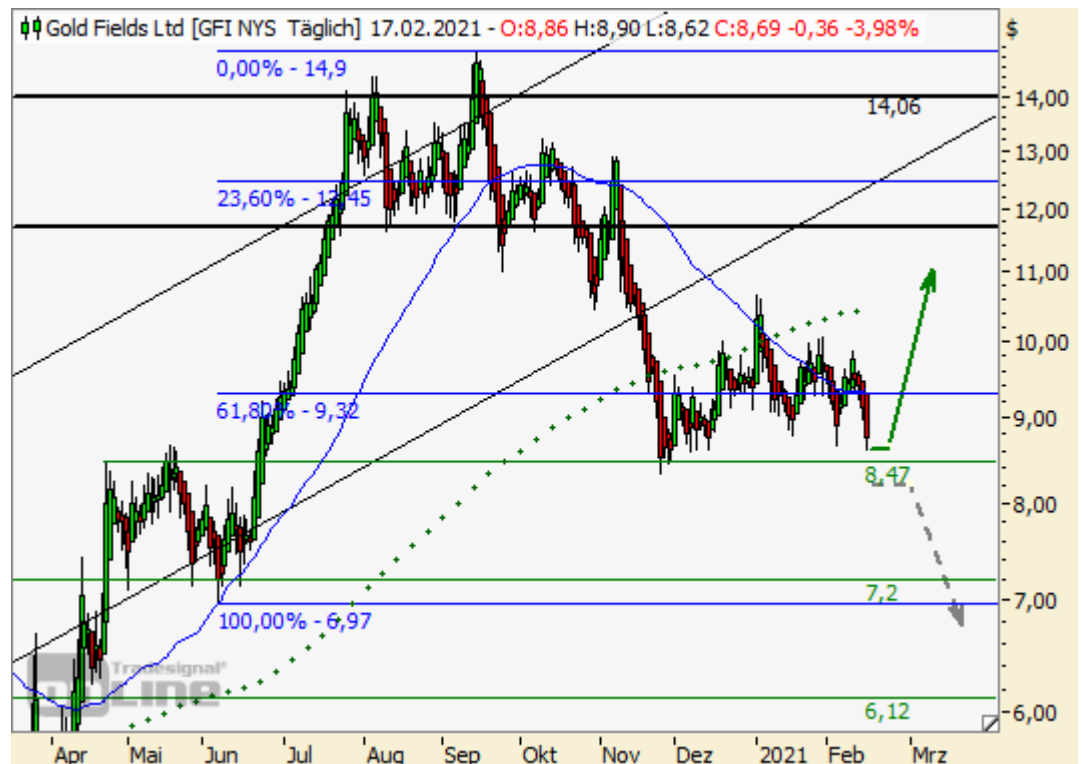 Gold Fields Ltd [GFI NYS Täglich] 17.02.2021 - O:8,86 H:8,90 L:8,62 C:8,69 -0,36 -3,98%
$
0,00% - 14,9
14,06
14,00
13,00
23,60% - 12,45
12,00
11,00
10,00
61,80% - 9,32
9,00
8,47
8,00
7,2
7,00
100,00% - 6,97
Tradesignal®
LINE
6,12
6,00
Apr Mai Jun Jul Aug Sep Okt Nov Dez 2021 Feb Mrz